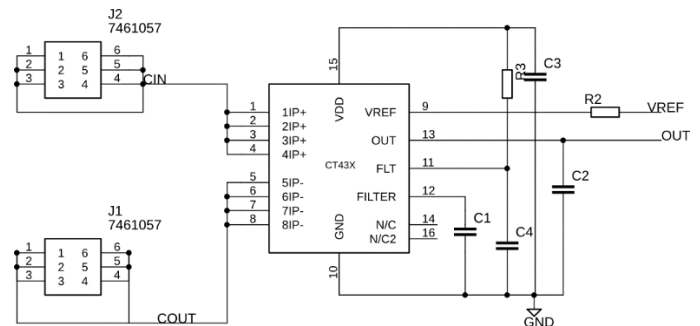 J2
7461057
1 1 6 6
2 2 5 5
3 3 4 4
CIN
15
VDD
R3
C3
1 1IP+ VREF 9
R2
VREF
2 2IP+
3 3IP+ OUT 13
OUT
4 4IP+
CT43X
FLT 11
5 5IP-
6 6IP- FILTER 12
C2
7 7IP-
8 8IP- N/C 14
N/C2 16
C1
C4
GND
10
J1
7461057
1 1 6 6
2 2 5 5
3 3 4 4
COUT
GND